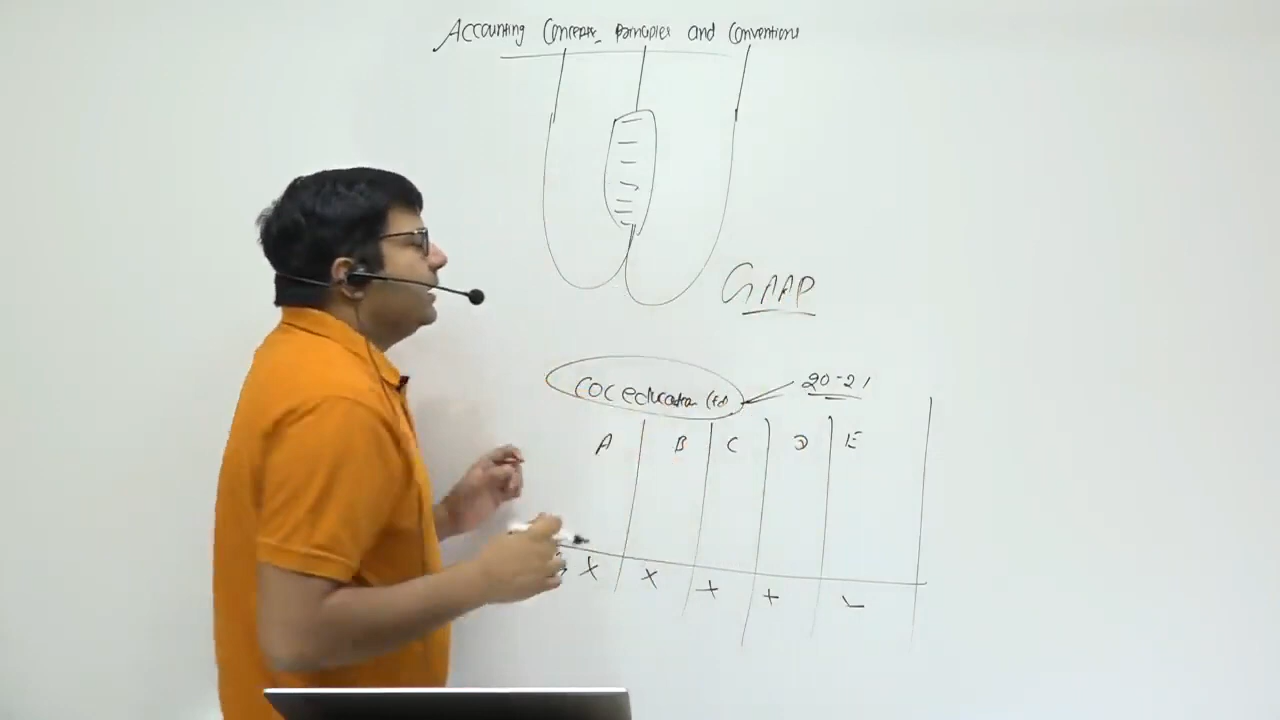 Accounting Concepts, Principles and Conventions
GAAP
COC education (Ltd)
20-21
A B C D E
X X X X